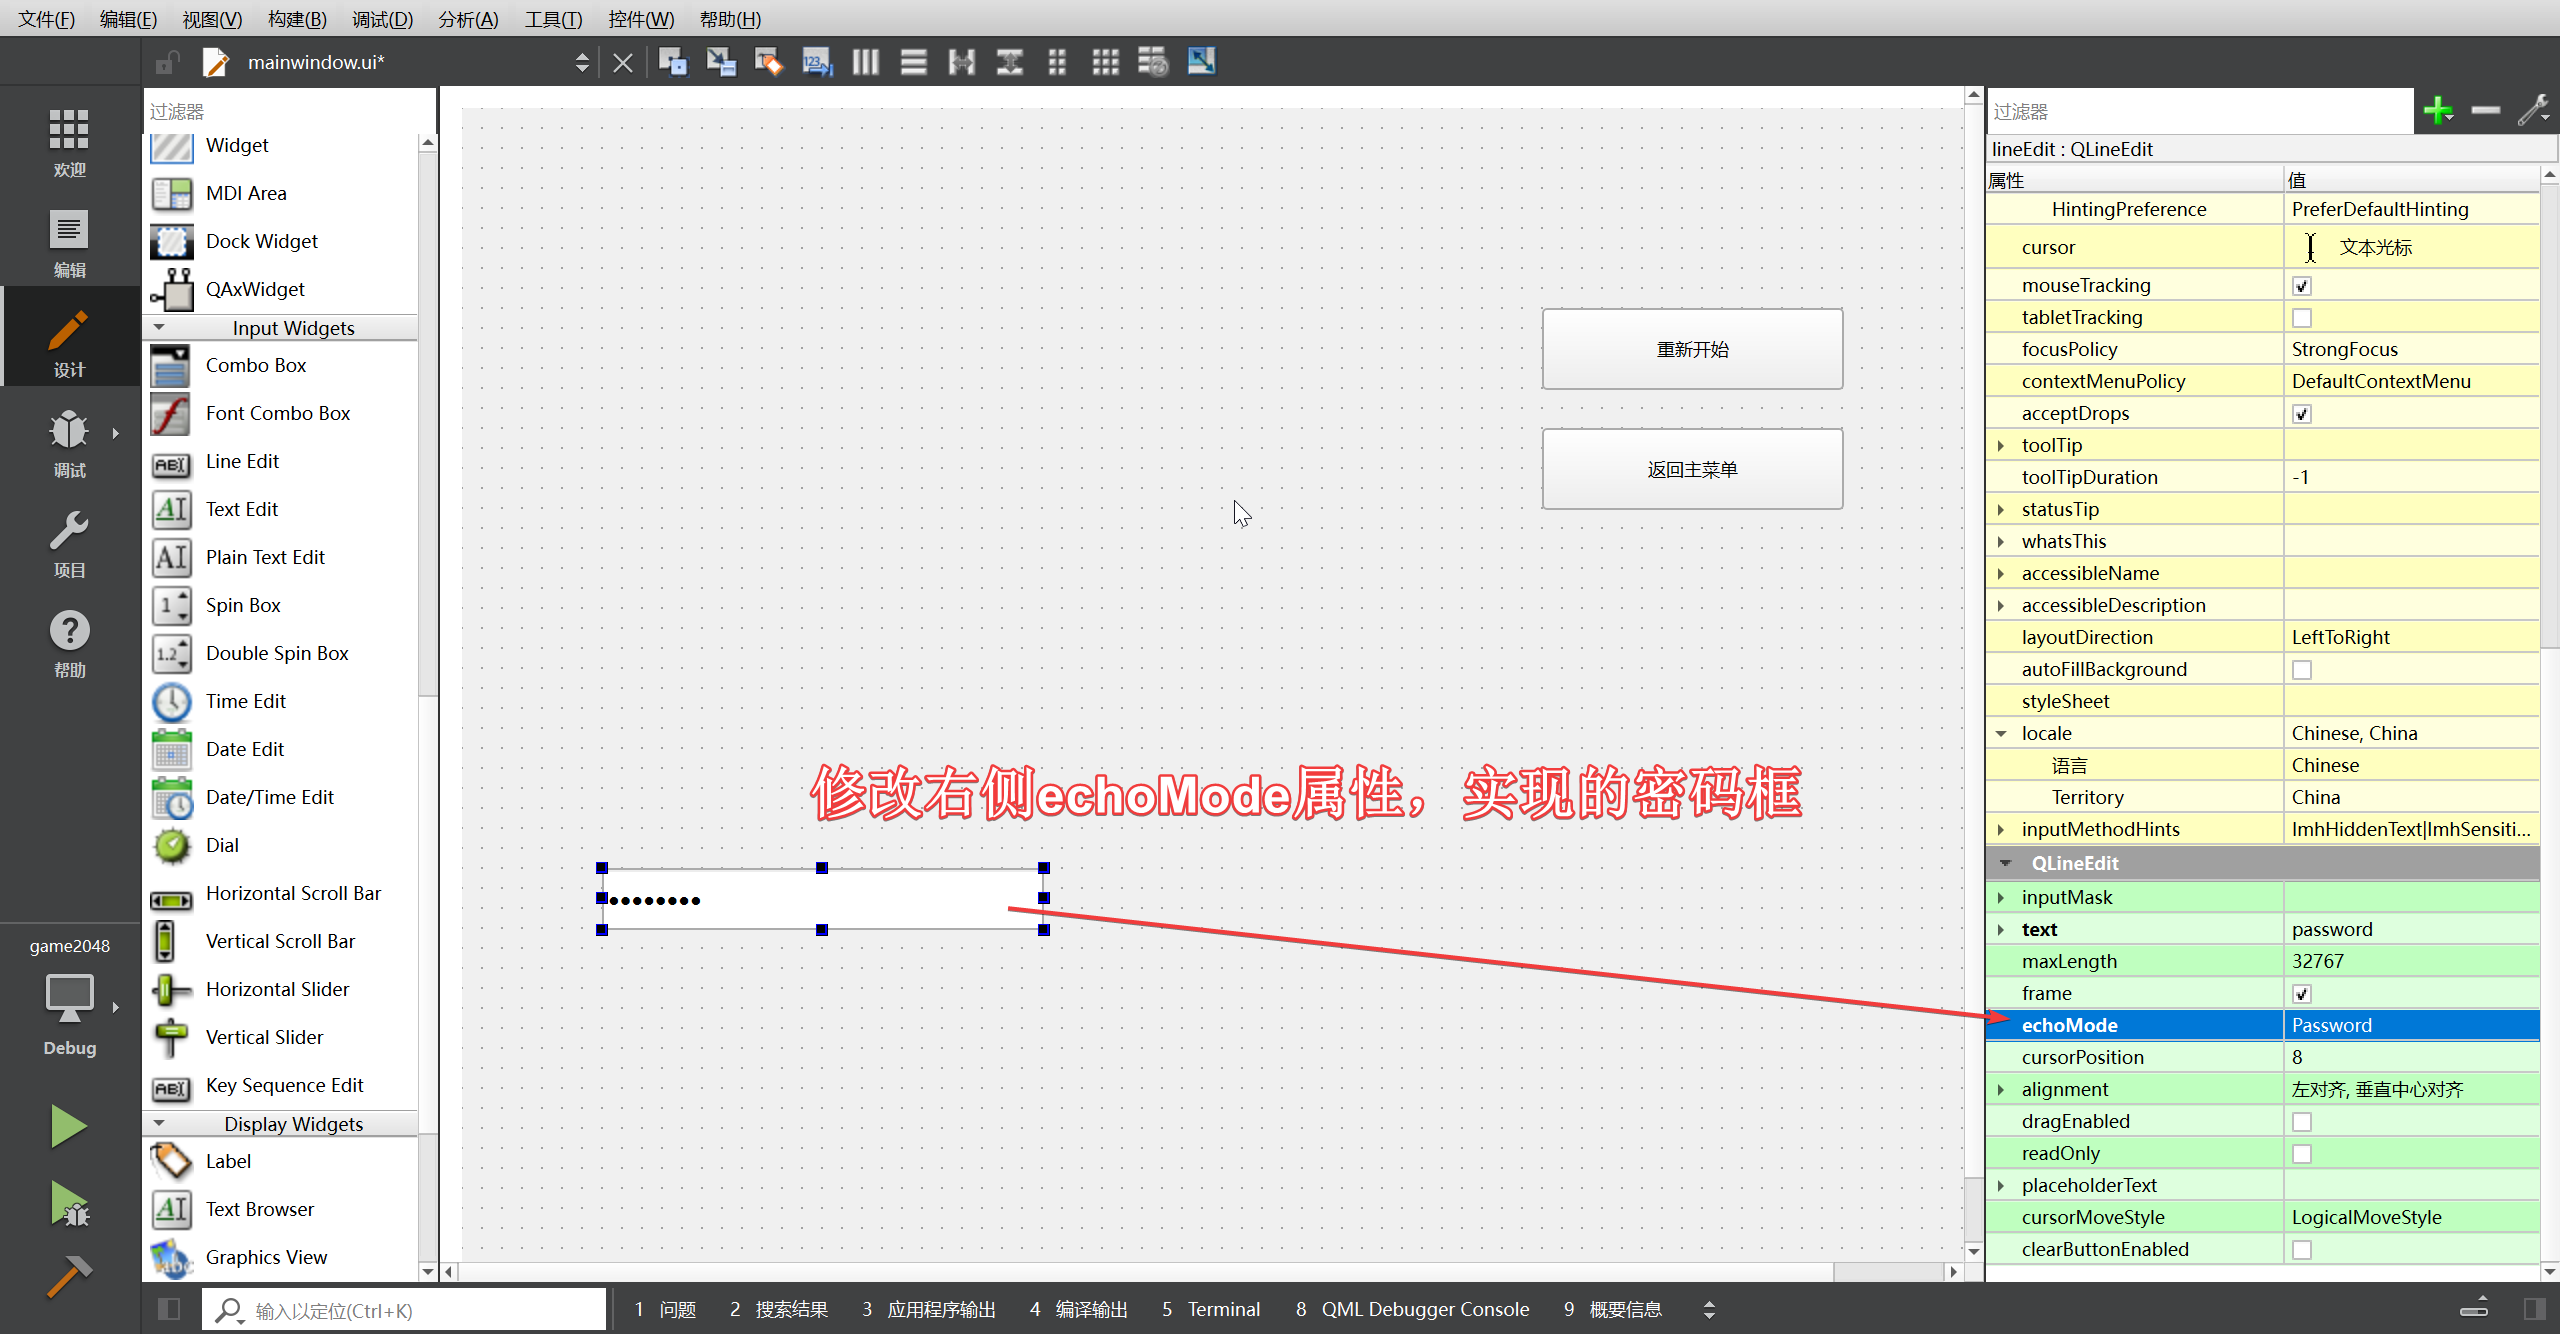 文件(F) 编辑(E) 视图(V) 构建(B) 调试(D) 分析(A) 工具(T) 控件(W) 帮助(H)
mainwindow.ui*
欢迎
编辑
设计
调试
项目
帮助
game2048
Debug
过滤器
Widget
MDI Area
Dock Widget
QAxWidget
Input Widgets
Combo Box
Font Combo Box
Line Edit
Text Edit
Plain Text Edit
Spin Box
Double Spin Box
Time Edit
Date Edit
Date/Time Edit
Dial
Horizontal Scroll Bar
Vertical Scroll Bar
Horizontal Slider
Vertical Slider
Key Sequence Edit
Display Widgets
Label
Text Browser
Graphics View
重新开始
返回主菜单
修改右侧echoMode属性，实现的密码框
过滤器
lineEdit : QLineEdit
属性 值
HintingPreference PreferDefaultHinting
cursor 文本光标
mouseTracking
tabletTracking
focusPolicy StrongFocus
contextMenuPolicy DefaultContextMenu
acceptDrops
toolTip
toolTipDuration -1
statusTip
whatsThis
accessibleName
accessibleDescription
layoutDirection LeftToRight
autoFillBackground
styleSheet
locale Chinese, China
语言 Chinese
Territory China
inputMethodHints ImhHiddenText|ImhSensiti...
QLineEdit
inputMask
text password
maxLength 32767
frame
echoMode Password
cursorPosition 8
alignment 左对齐, 垂直中心对齐
dragEnabled
readOnly
placeholderText
cursorMoveStyle LogicalMoveStyle
clearButtonEnabled
输入以定位(Ctrl+K) 1 问题 2 搜索结果 3 应用程序输出 4 编译输出 5 Terminal 8 QML Debugger Console 9 概要信息